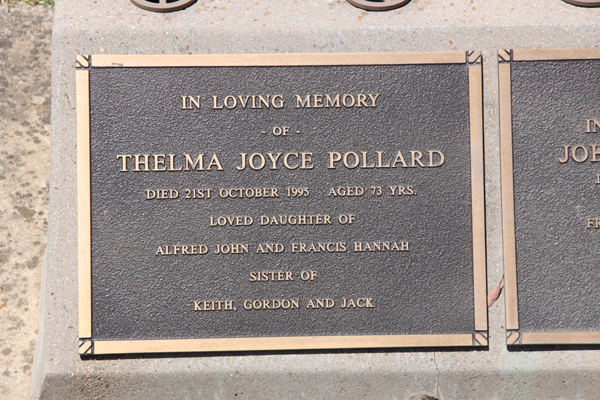 IN LOVING MEMORY
- OF -
THELMA JOYCE POLLARD
DIED 21ST OCTOBER 1995 AGED 73 YRS.
LOVED DAUGHTER OF
ALFRED JOHN AND FRANCIS HANNAH
SISTER OF
KEITH, GORDON AND JACK